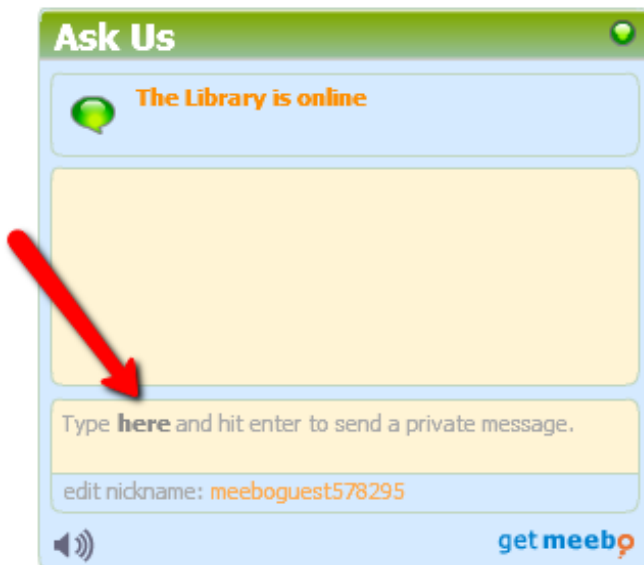 Ask Us
The Library is online
Type here and hit enter to send a private message.
edit nickname: meeboguest578295
get meebo